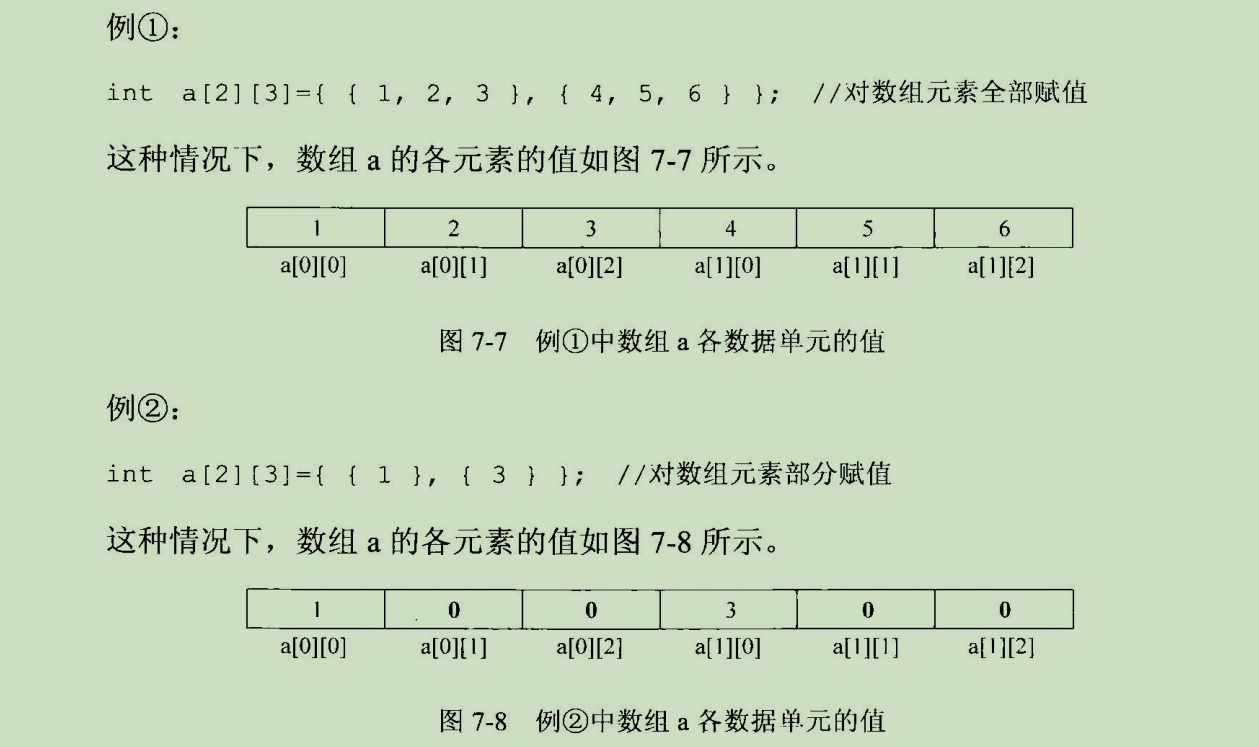 例①：
int a[2][3]={ { 1, 2, 3 }, { 4, 5, 6 } }; //对数组元素全部赋值
这种情况下，数组 a 的各元素的值如图 7-7 所示。
1 2 3 4 5 6
a[0][0] a[0][1] a[0][2] a[1][0] a[1][1] a[1][2]
图 7-7 例①中数组 a 各数据单元的值
例②：
int a[2][3]={ { 1 }, { 3 } }; //对数组元素部分赋值
这种情况下，数组 a 的各元素的值如图 7-8 所示。
1 0 0 3 0 0
a[0][0] a[0][1] a[0][2] a[1][0] a[1][1] a[1][2]
图 7-8 例②中数组 a 各数据单元的值